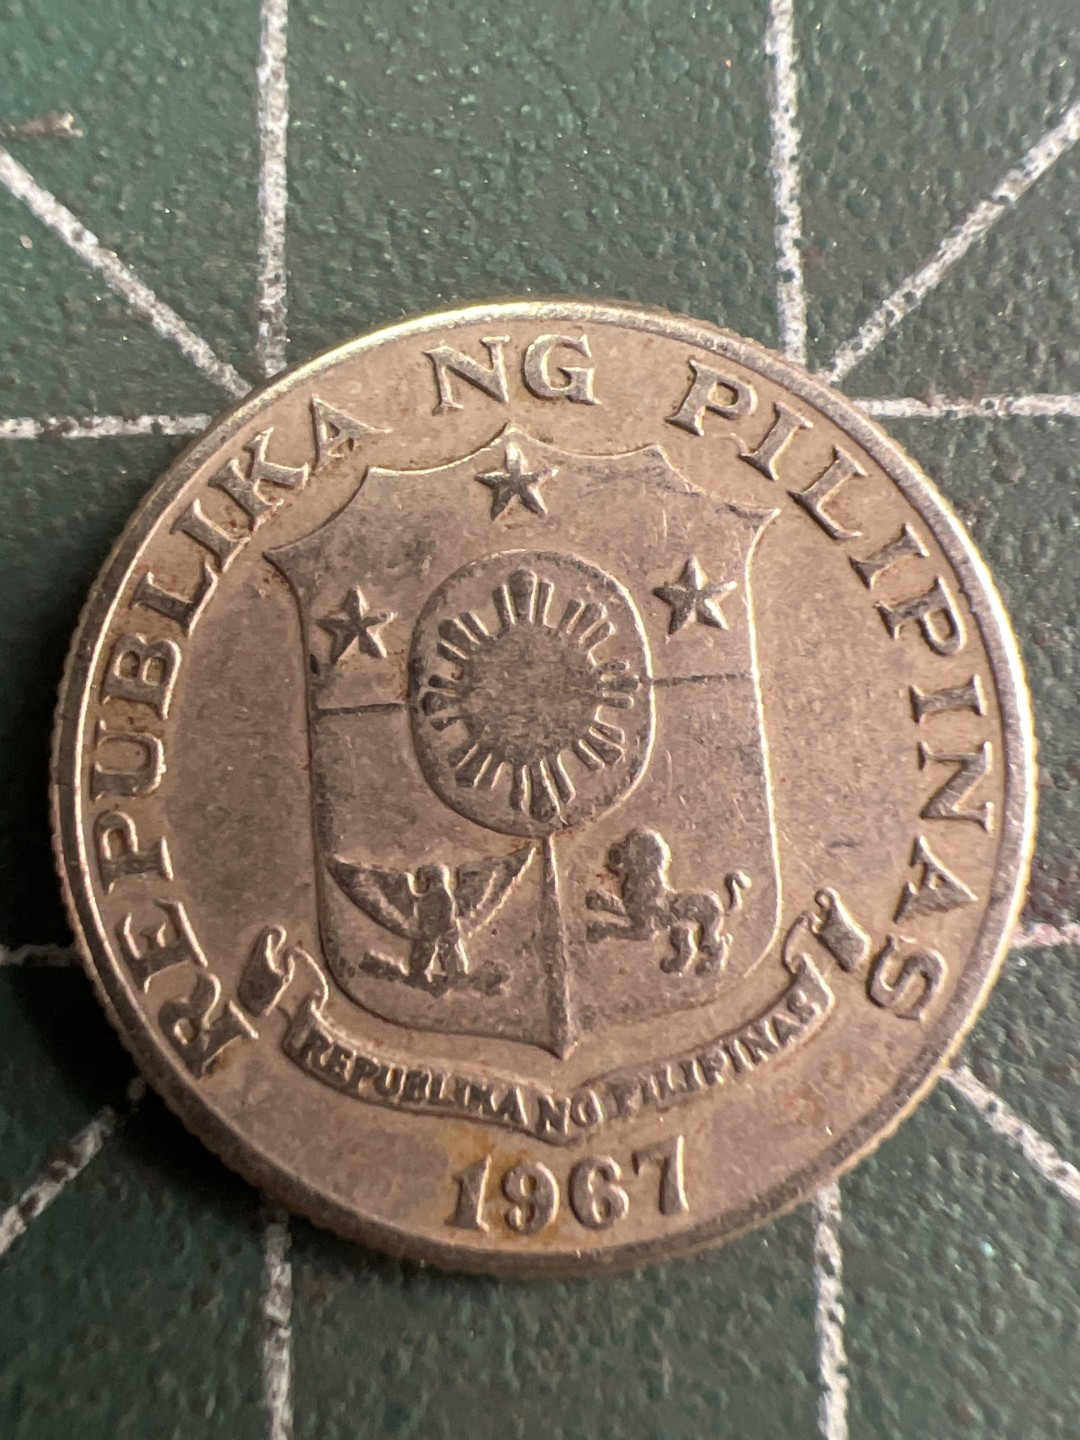 REPUBLIKA NG PILIPINAS
REPUBLIKA NG PILIPINAS
1967